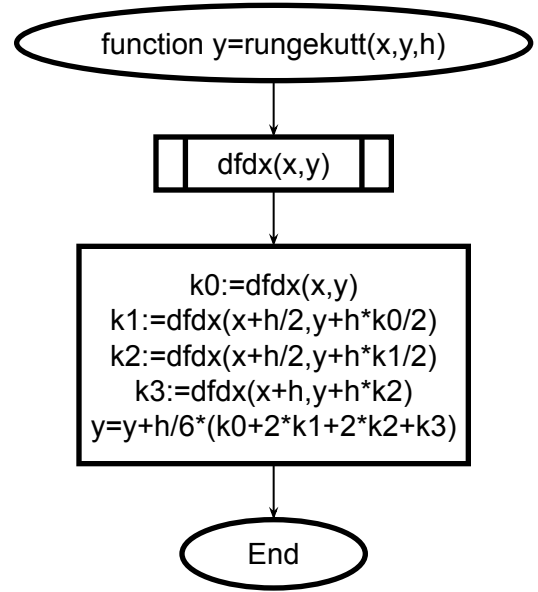 function y=rungekutt(x,y,h)
dfdx(x,y)
k0:=dfdx(x,y)
k1:=dfdx(x+h/2,y+h*k0/2)
k2:=dfdx(x+h/2,y+h*k1/2)
k3:=dfdx(x+h,y+h*k2)
y=y+h/6*(k0+2*k1+2*k2+k3)
End